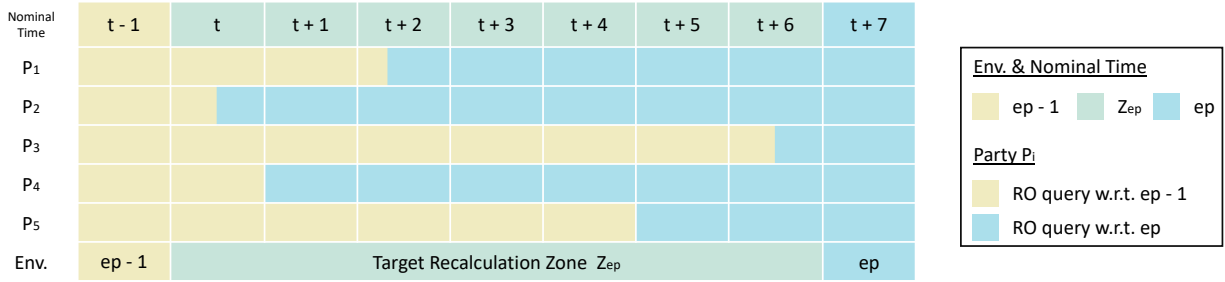 Nominal
Time
t - 1 t t + 1 t + 2 t + 3 t + 4 t + 5 t + 6 t + 7
P1
P2
P3
P4
P5
Env. ep - 1 Target Recalculation Zone Zep ep
Env. & Nominal Time
ep - 1 Zep ep
Party Pi
RO query w.r.t. ep - 1
RO query w.r.t. ep